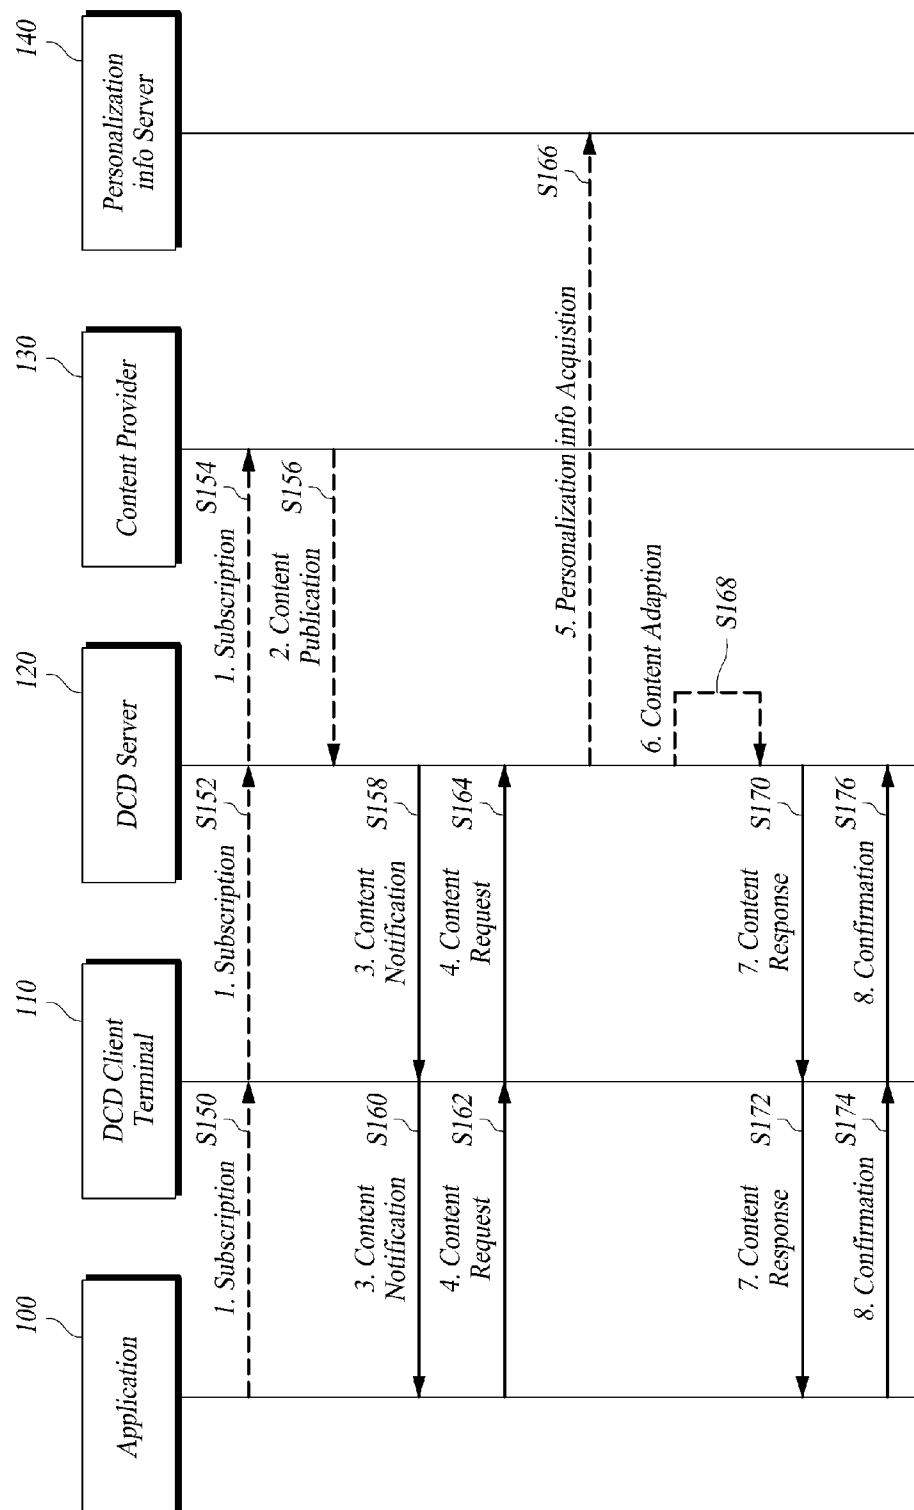 100
Application
110
DCD Client
Terminal
120
DCD Server
130
Content Provider
140
Personalization
info Server
1. Subscription
S150
1. Subscription
S152
1. Subscription
S154
2. Content
Publication
S156
3. Content
Notification
S160
3. Content
Notification
S158
4. Content
Request
S162
4. Content
Request
S164
5. Personalization info Acquistion
S166
6. Content Adaption
S168
7. Content
Response
S172
7. Content
Response
S170
8. Confirmation
S174
8. Confirmation
S176